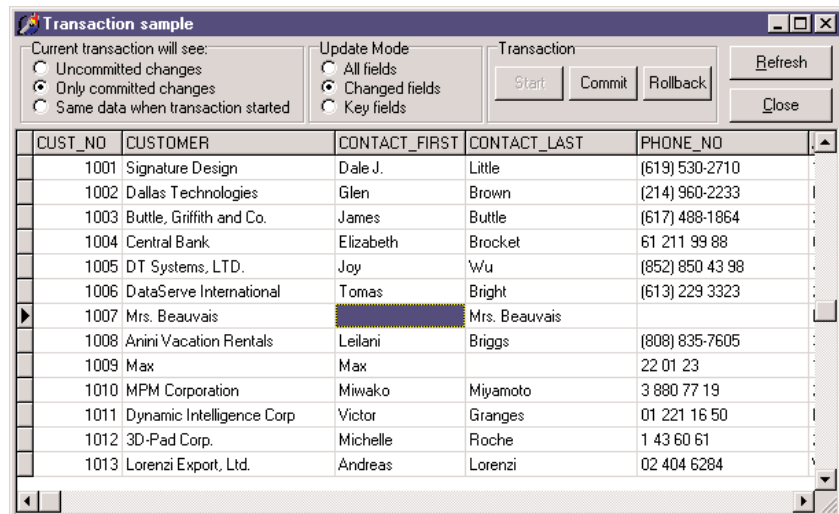 Transaction sample
Current transaction will see:
Uncommitted changes
Only committed changes
Same data when transaction started
Update Mode
All fields
Changed fields
Key fields
Transaction
Start Commit Rollback
Refresh
Close
CUST_NO CUSTOMER CONTACT_FIRST CONTACT_LAST PHONE_NO
1001 Signature Design Dale J. Little (619) 530-2710
1002 Dallas Technologies Glen Brown (214) 960-2233
1003 Buttle, Griffith and Co. James Buttle (617) 488-1864
1004 Central Bank Elizabeth Brocket 61 211 99 88
1005 DT Systems, LTD. Joy Wu (852) 850 43 98
1006 DataServe International Tomas Bright (613) 229 3323
1007 Mrs. Beauvais Mrs. Beauvais
1008 Anini Vacation Rentals Leilani Briggs (808) 835-7605
1009 Max Max 22 01 23
1010 MPM Corporation Miwako Miyamoto 3 880 77 19
1011 Dynamic Intelligence Corp Victor Granges 01 221 16 50
1012 3D-Pad Corp. Michelle Roche 1 43 60 61
1013 Lorenzi Export, Ltd. Andreas Lorenzi 02 404 6284